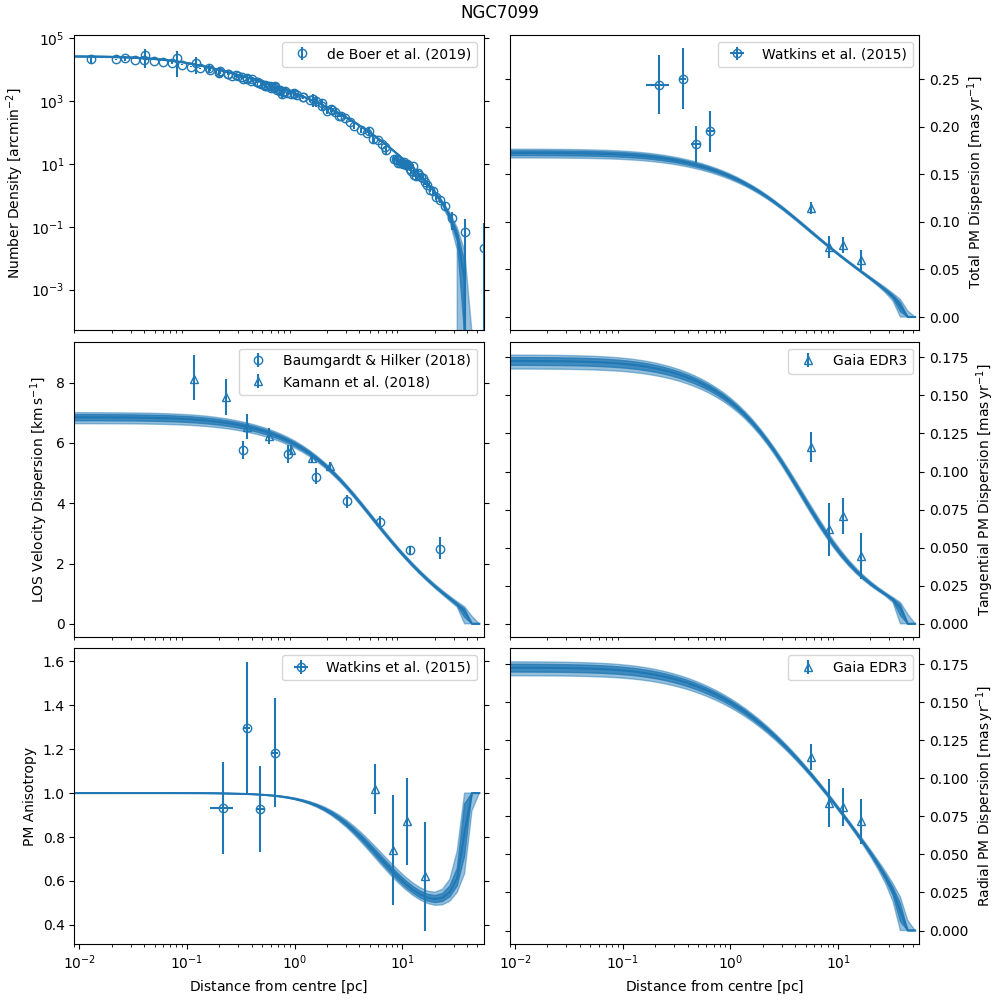 NGC7099
Number Density [arcmin⁻²]
10⁵
10³
10¹
10⁻¹
10⁻³
de Boer et al. (2019)
Watkins et al. (2015)
0.25
0.20
0.15
0.10
0.05
0.00
Total PM Dispersion [mas yr⁻¹]
LOS Velocity Dispersion [km s⁻¹]
8
6
4
2
0
Baumgardt & Hilker (2018)
Kamann et al. (2018)
Gaia EDR3
0.175
0.150
0.125
0.100
0.075
0.050
0.025
0.000
Tangential PM Dispersion [mas yr⁻¹]
PM Anisotropy
1.6
1.4
1.2
1.0
0.8
0.6
0.4
Watkins et al. (2015)
10⁻²
10⁻¹
10⁰
10¹
Distance from centre [pc]
Gaia EDR3
0.175
0.150
0.125
0.100
0.075
0.050
0.025
0.000
Radial PM Dispersion [mas yr⁻¹]
10⁻²
10⁻¹
10⁰
10¹
Distance from centre [pc]